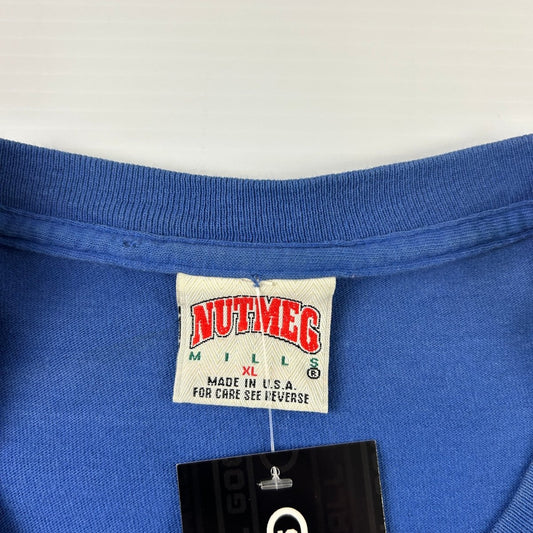 NUTMEG
MILLS
XL ®
MADE IN U.S.A.
FOR CARE SEE REVERSE